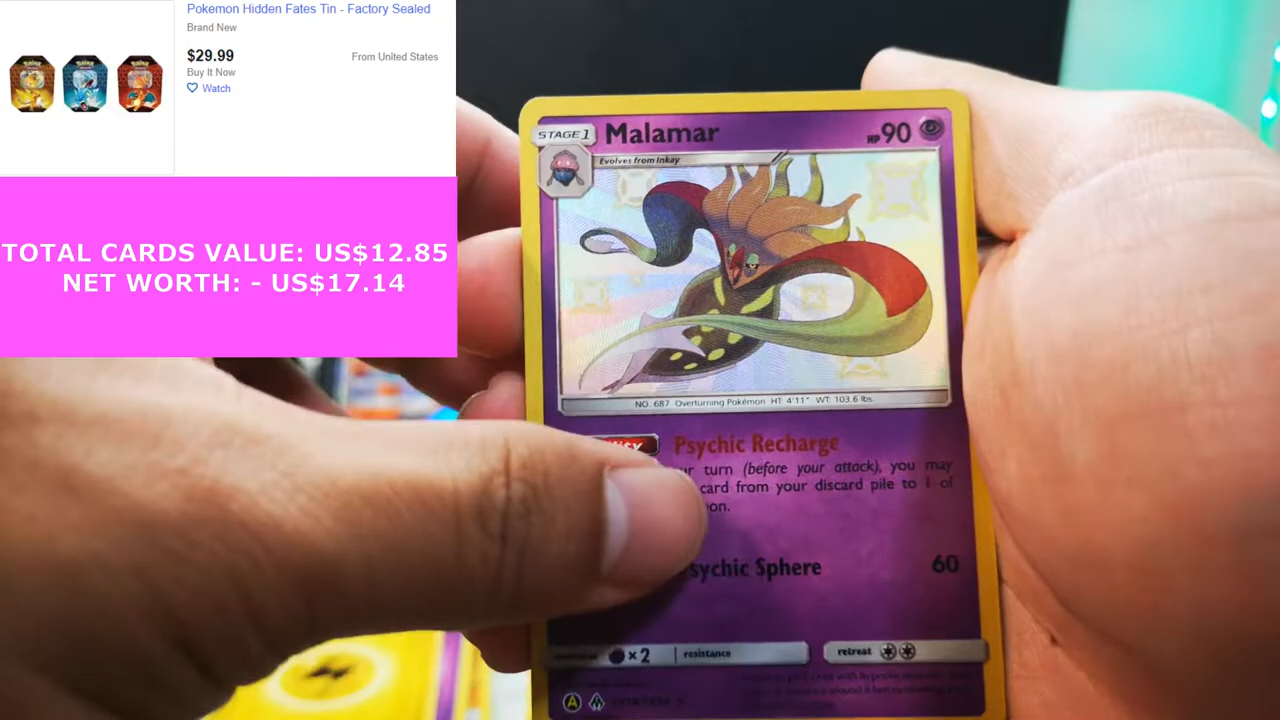 Pokemon Hidden Fates Tin - Factory Sealed
Brand New
$29.99
From United States
Buy It Now
Watch
TOTAL CARDS VALUE: US$12.85
NET WORTH: - US$17.14
STAGE 1
Malamar
HP 90
Evolves from Inkay
NO. 687 Overturning Pokémon HT: 4'11" WT: 103.6 lbs.
Psychic Recharge
turn (before your attack), you may
card from your discard pile to 1 of
Sphere 60
×2 resistance retreat
A